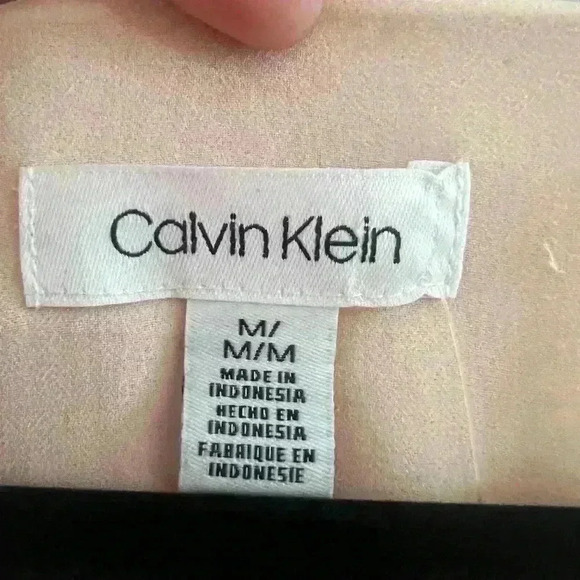 Calvin Klein
M/
M/M
MADE IN
INDONESIA
HECHO EN
INDONESIA
FABRIQUE EN
INDONESIE